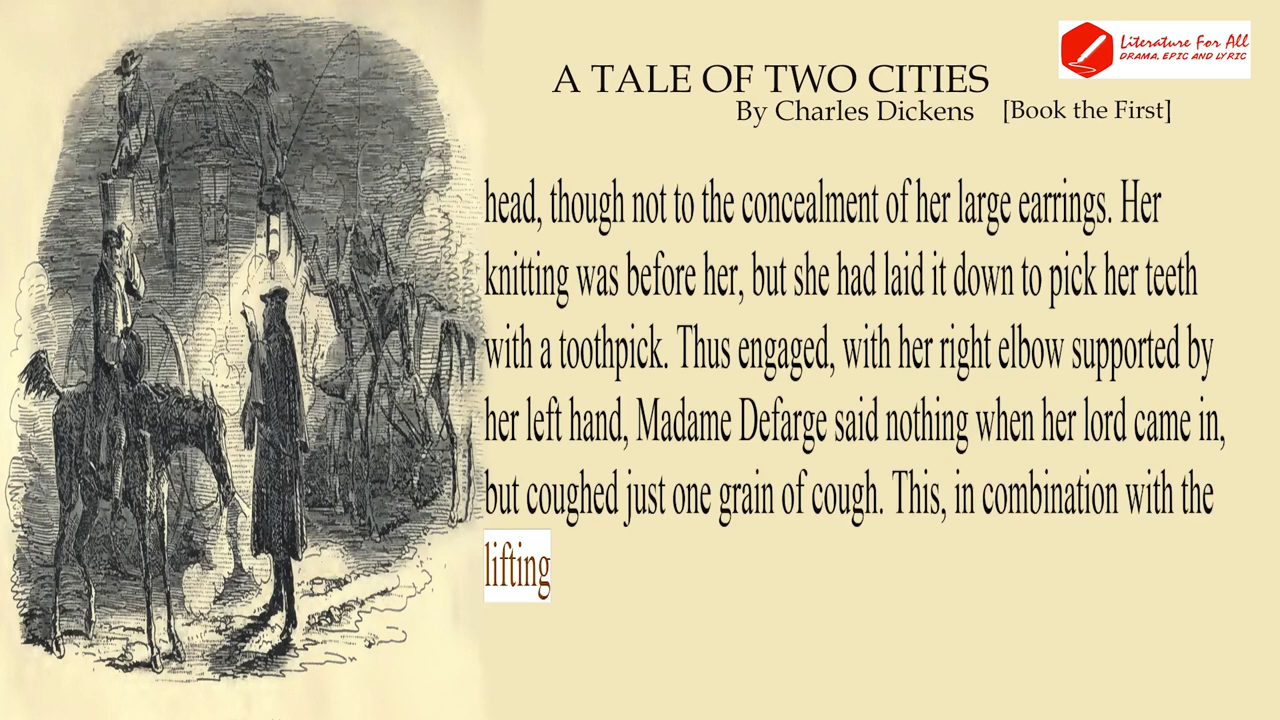 Literature For All
DRAMA, EPIC AND LYRIC
A TALE OF TWO CITIES
By Charles Dickens [Book the First]
head, though not to the concealment of her large earrings. Her
knitting was before her, but she had laid it down to pick her teeth
with a toothpick. Thus engaged, with her right elbow supported by
her left hand, Madame Defarge said nothing when her lord came in,
but coughed just one grain of cough. This, in combination with the
lifting